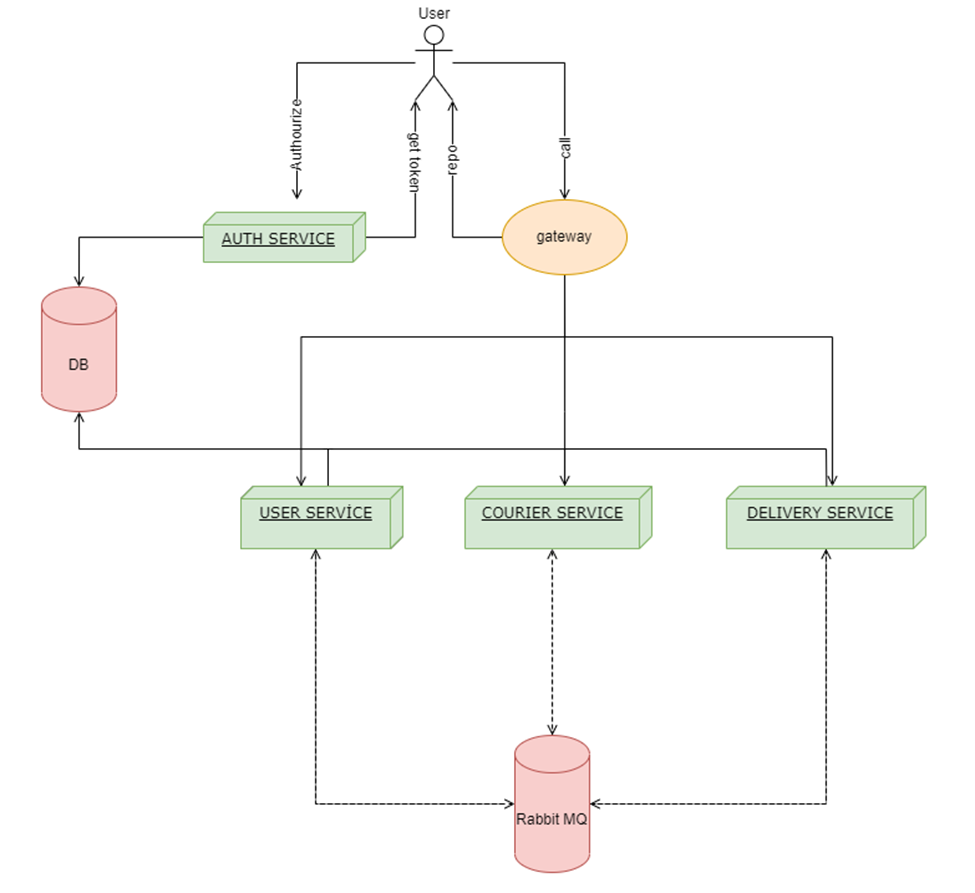 User
Authourize
get token
repo
call
AUTH SERVICE
gateway
DB
USER SERVİCE
COURIER SERVICE
DELIVERY SERVICE
Rabbit MQ